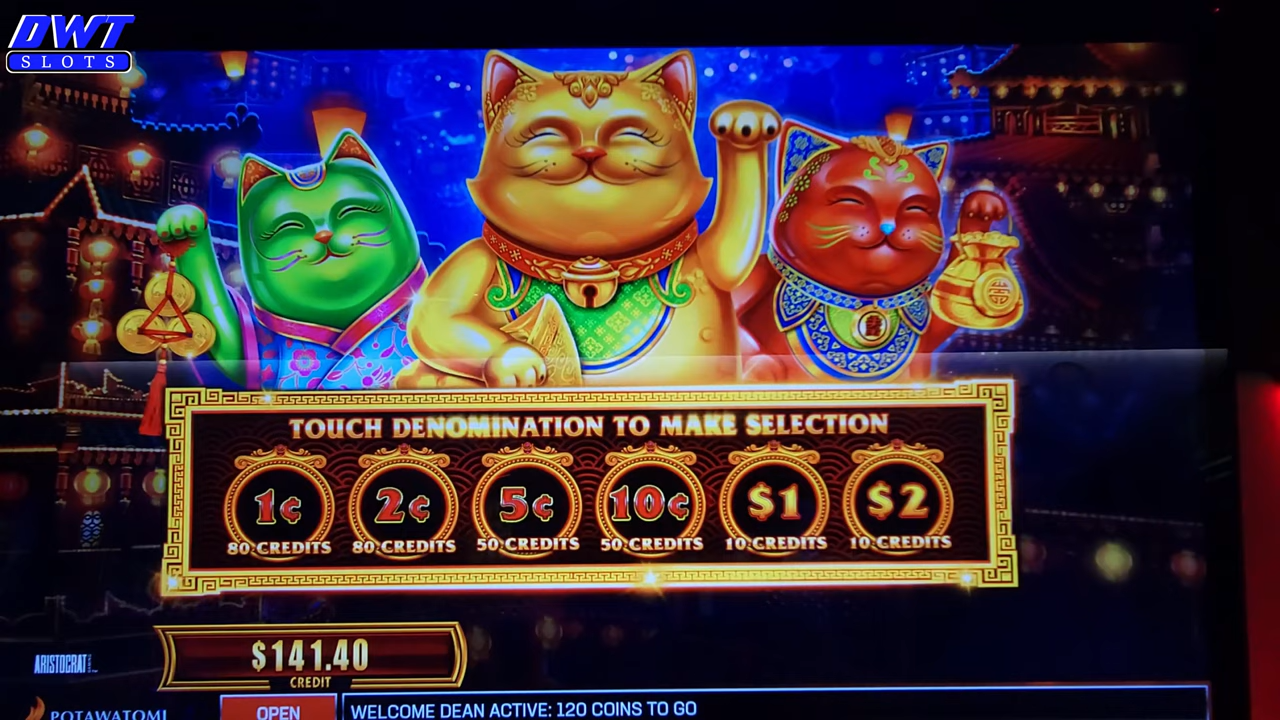 DWT
SLOTS
TOUCH DENOMINATION TO MAKE SELECTION
1¢ 2¢ 5¢ 10¢ $1 $2
80 CREDITS 80 CREDITS 50 CREDITS 50 CREDITS 10 CREDITS 10 CREDITS
$141.40
CREDIT
ARISTOCRAT
POTAWATOMI
OPEN
WELCOME DEAN ACTIVE: 120 COINS TO GO